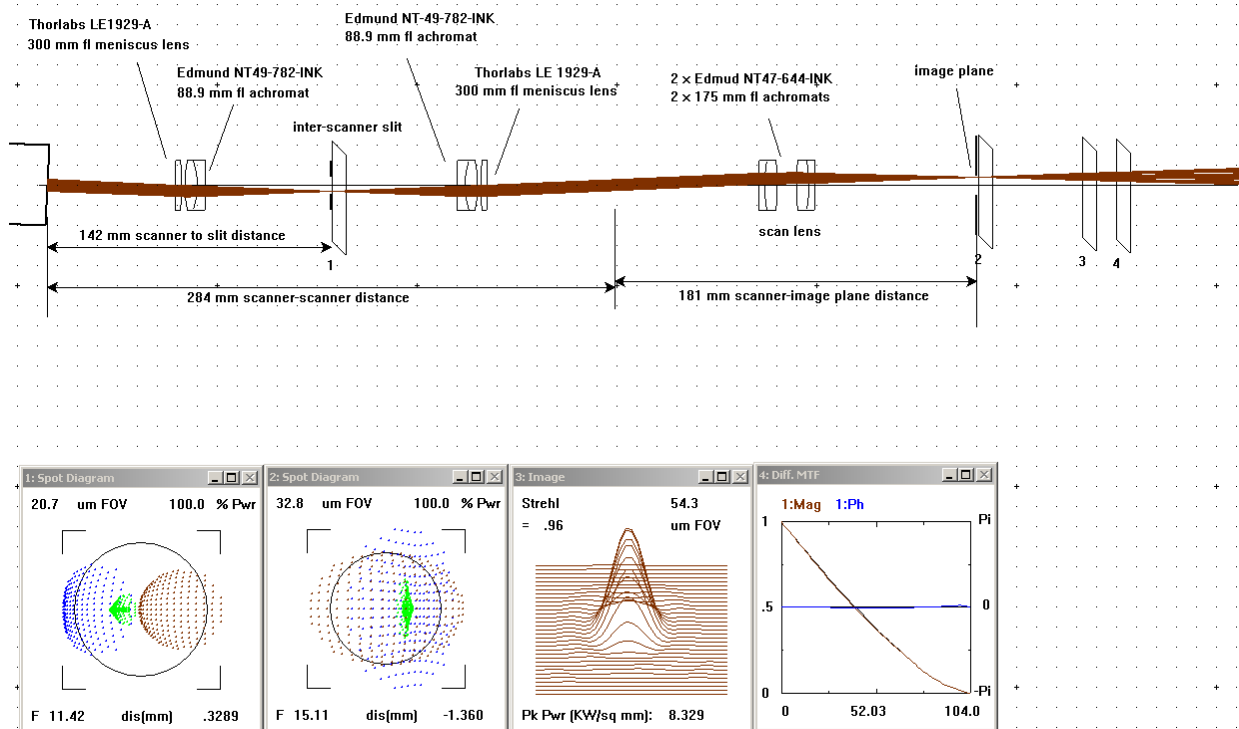 Thorlabs LE1929-A
300 mm fl meniscus lens
Edmund NT49-782-INK
88.9 mm fl achromat
inter-scanner slit
Edmund NT-49-782-INK
88.9 mm fl achromat
Thorlabs LE 1929-A
300 mm fl meniscus lens
2 x Edmud NT47-644-INK
2 x 175 mm fl achromats
image plane
scan lens
142 mm scanner to slit distance
1
2
3
4
284 mm scanner-scanner distance
181 mm scanner-image plane distance
1: Spot Diagram
20.7 um FOV 100.0 % Pwr
F 11.42 dis(mm) .3289
2: Spot Diagram
32.8 um FOV 100.0 % Pwr
F 15.11 dis(mm) -1.360
3: Image
Strehl 54.3
= .96 um FOV
Pk Pwr (KW/sq mm): 8.329
4: Diff. MTF
1:Mag 1:Ph
1 Pi
.5 0
0 -Pi
0 52.03 104.0